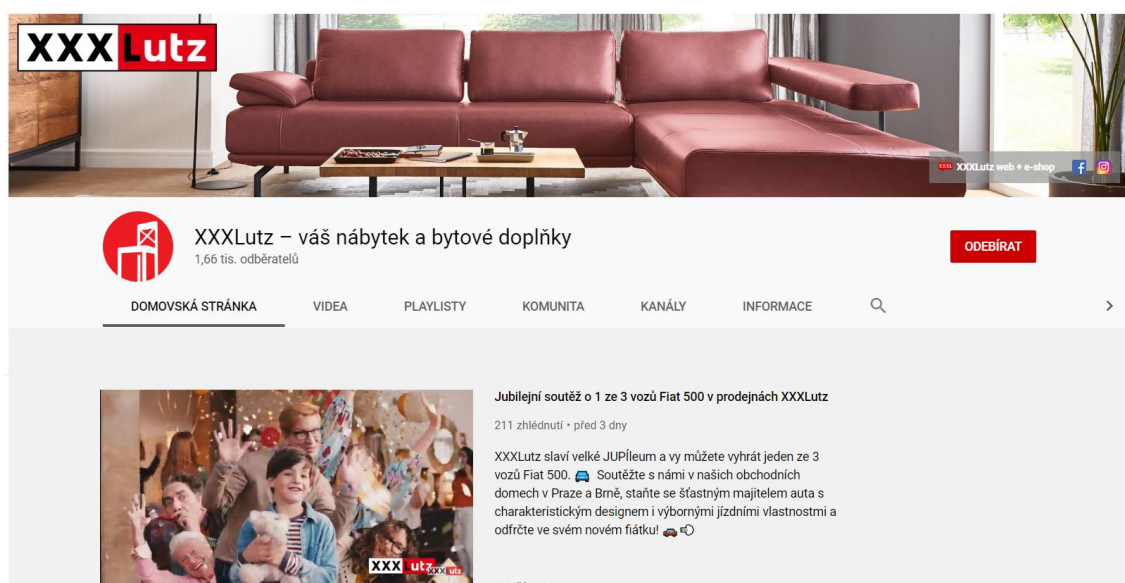 XXXLutz
XXXL XXXLutz web + e-shop
XXXLutz – váš nábytek a bytové doplňky
1,66 tis. odběratelů
ODEBÍRAT
DOMOVSKÁ STRÁNKA VIDEA PLAYLISTY KOMUNITA KANÁLY INFORMACE
Jubilejní soutěž o 1 ze 3 vozů Fiat 500 v prodejnách XXXLutz
211 zhlédnutí • před 3 dny
XXXLutz slaví velké JUPÍleum a vy můžete vyhrát jeden ze 3
vozů Fiat 500. 🚘 Soutěžte s námi v našich obchodních
domech v Praze a Brně, staňte se šťastným majitelem auta s
charakteristickým designem i výbornými jízdními vlastnostmi a
odfrčte ve svém novém fiátku! 🚗💨
XXXLutz
XXXLutz